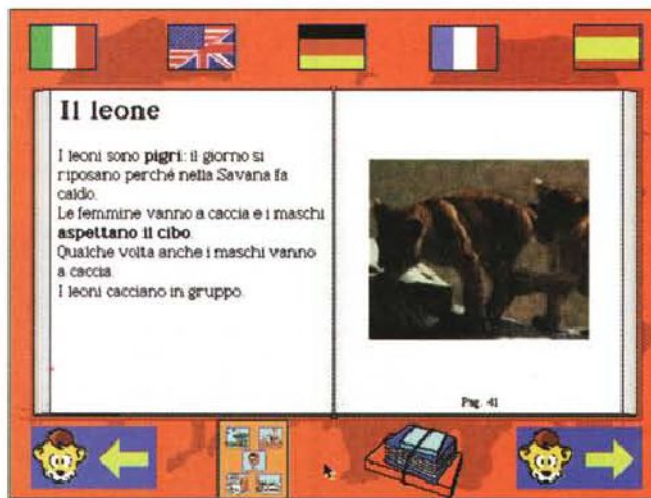 Il leone
I leoni sono pigri: il giorno si
riposano perché nella Savana fa
caldo.
Le femmine vanno a caccia e i maschi
aspettano il cibo.
Qualche volta anche i maschi vanno
a caccia.
I leoni cacciano in gruppo.
Pag. 41